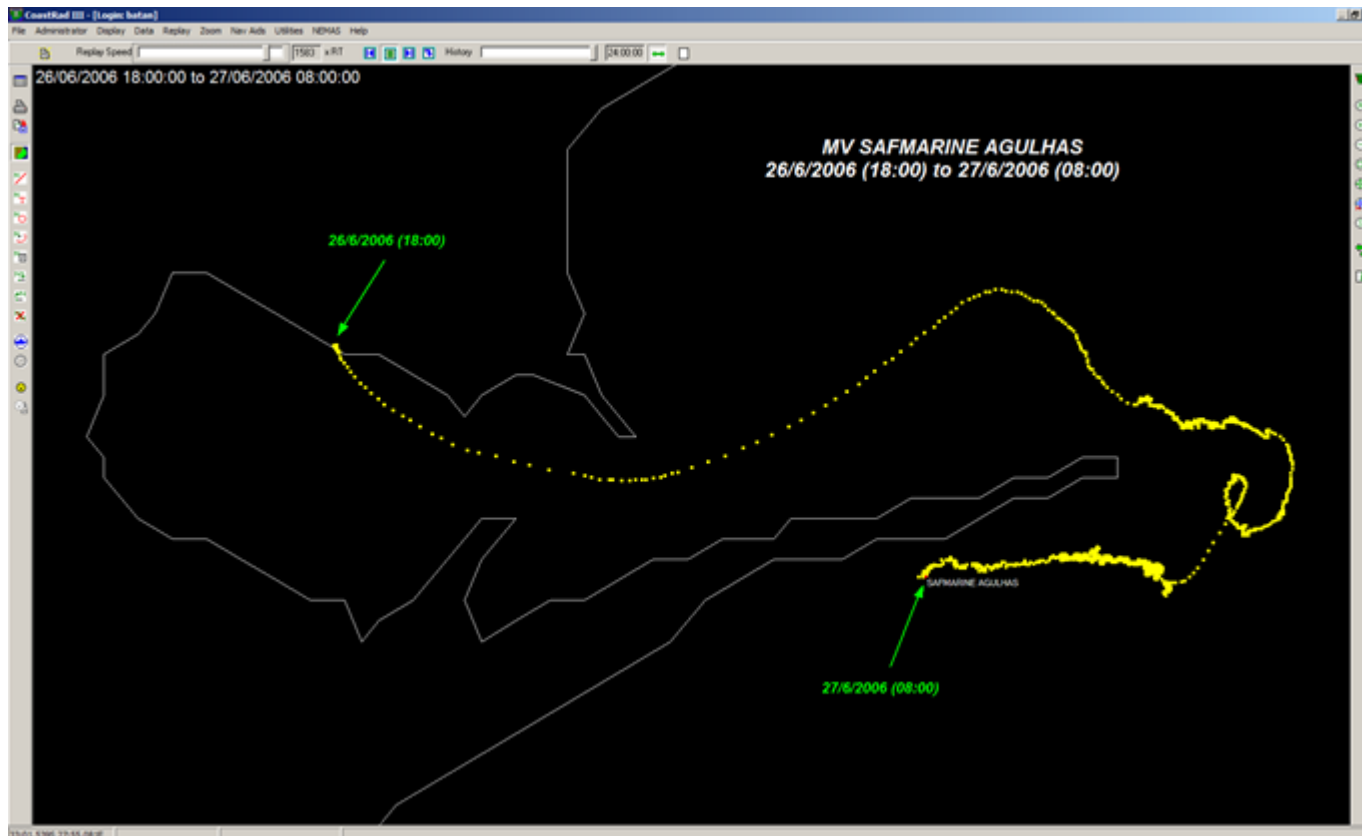 CoastRad III - [Login: batan]
File Administrator Display Data Replay Zoom Nav Aids Utilities NEMAS Help
Replay Speed 1583 x RT History 24:00:00
26/06/2006 18:00:00 to 27/06/2006 08:00:00
MV SAFMARINE AGULHAS
26/6/2006 (18:00) to 27/6/2006 (08:00)
26/6/2006 (18:00)
SAFMARINE AGULHAS
27/6/2006 (08:00)